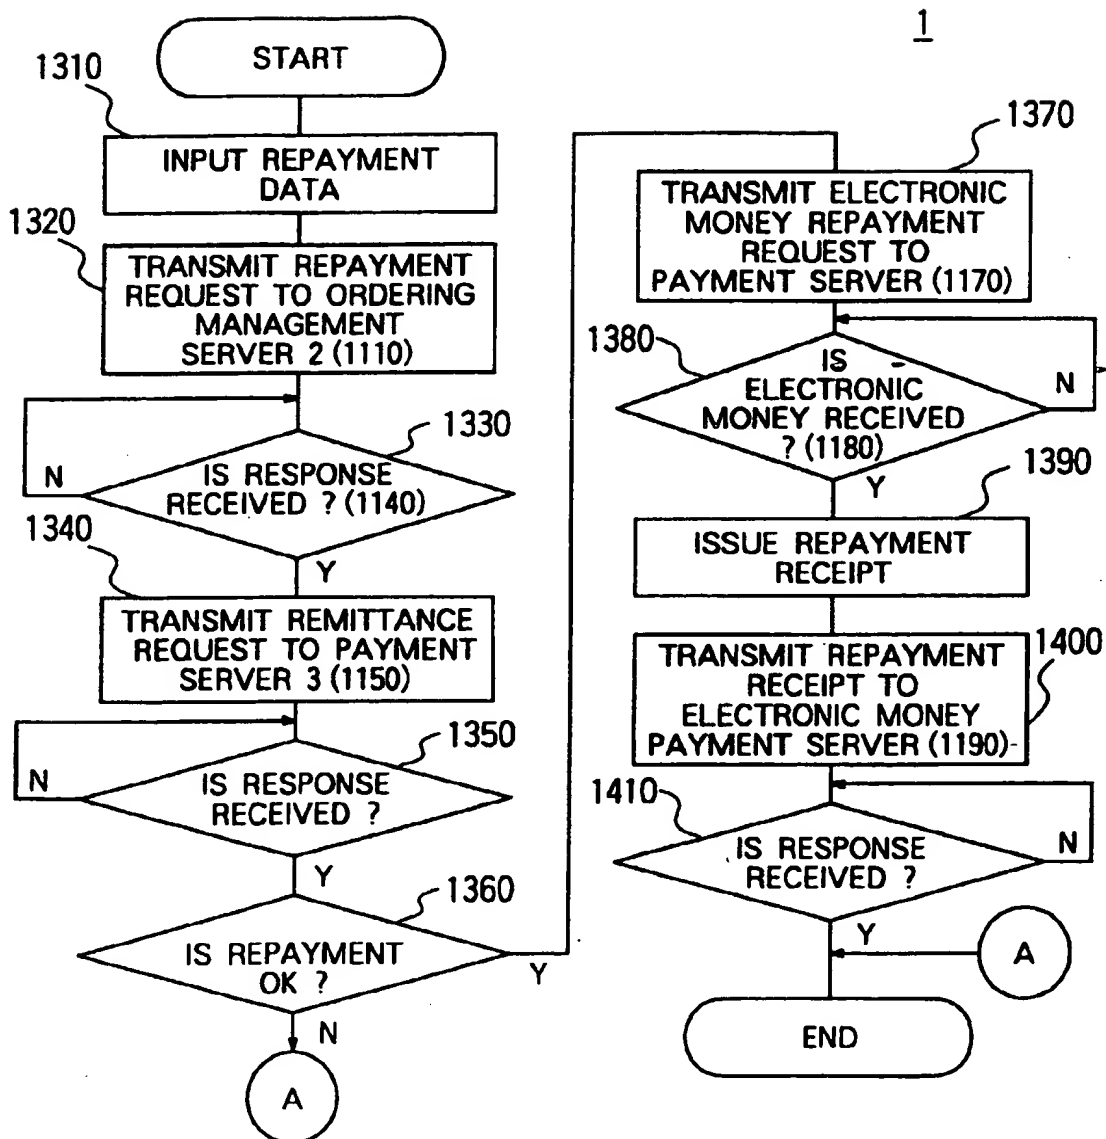 1
START
1310
INPUT REPAYMENT
DATA
1320
TRANSMIT REPAYMENT
REQUEST TO ORDERING
MANAGEMENT
SERVER 2 (1110)
1330
IS RESPONSE
RECEIVED ? (1140)
N
Y
1340
TRANSMIT REMITTANCE
REQUEST TO PAYMENT
SERVER 3 (1150)
1350
IS RESPONSE
RECEIVED ?
N
Y
1360
IS REPAYMENT
OK ?
Y
N
A
1370
TRANSMIT ELECTRONIC
MONEY REPAYMENT
REQUEST TO
PAYMENT SERVER (1170)
1380
IS
ELECTRONIC
MONEY RECEIVED
? (1180)
N
Y
1390
ISSUE REPAYMENT
RECEIPT
1400
TRANSMIT REPAYMENT
RECEIPT TO
ELECTRONIC MONEY
PAYMENT SERVER (1190)
1410
IS RESPONSE
RECEIVED ?
N
Y
A
END